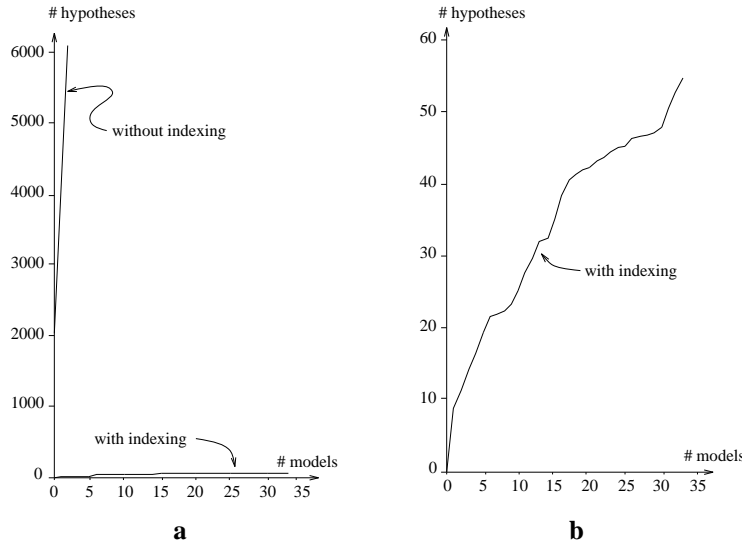 # hypotheses
6000
5000
4000
3000
2000
1000
0
without indexing
with indexing
# models
0 5 10 15 20 25 30 35
a
# hypotheses
60
50
40
30
20
10
0
with indexing
# models
0 5 10 15 20 25 30 35
b